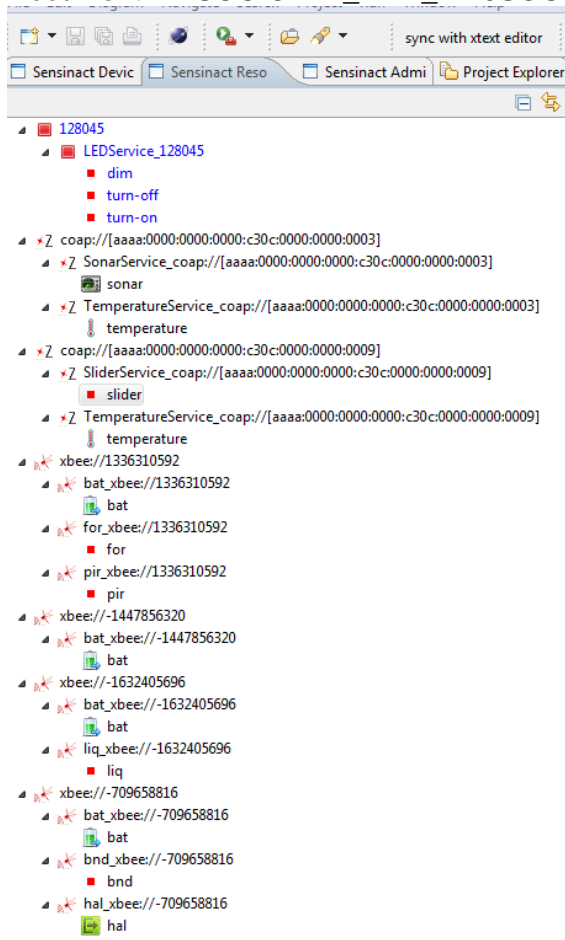 sync with xtext editor
Sensinact Devic Sensinact Reso Sensinact Admi Project Explorer
128045
LEDService_128045
dim
turn-off
turn-on
coap://[aaaa:0000:0000:0000:c30c:0000:0000:0003]
SonarService_coap://[aaaa:0000:0000:0000:c30c:0000:0000:0003]
sonar
TemperatureService_coap://[aaaa:0000:0000:0000:c30c:0000:0000:0003]
temperature
coap://[aaaa:0000:0000:0000:c30c:0000:0000:0009]
SliderService_coap://[aaaa:0000:0000:0000:c30c:0000:0000:0009]
slider
TemperatureService_coap://[aaaa:0000:0000:0000:c30c:0000:0000:0009]
temperature
xbee://1336310592
bat_xbee://1336310592
bat
for_xbee://1336310592
for
pir_xbee://1336310592
pir
xbee://-1447856320
bat_xbee://-1447856320
bat
xbee://-1632405696
bat_xbee://-1632405696
bat
liq_xbee://-1632405696
liq
xbee://-709658816
bat_xbee://-709658816
bat
bnd_xbee://-709658816
bnd
hal_xbee://-709658816
hal